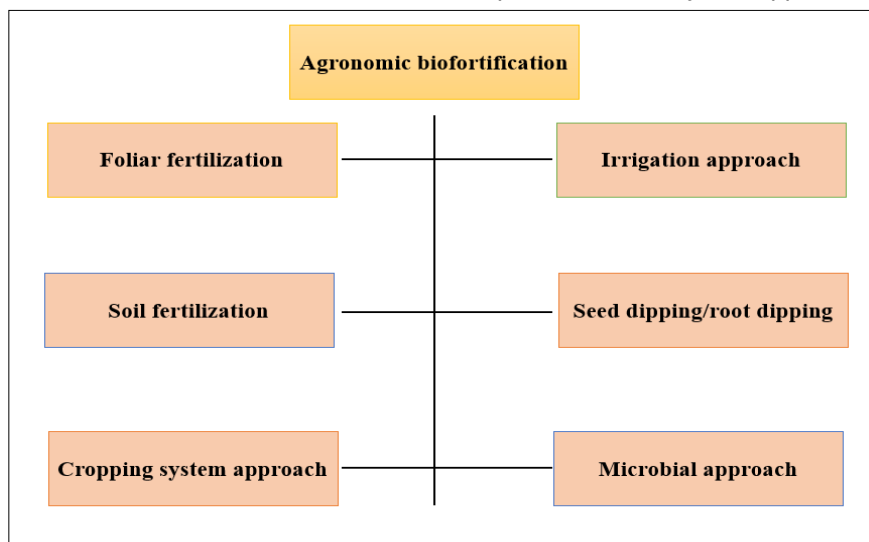 Agronomic biofortification
Foliar fertilization
Irrigation approach
Soil fertilization
Seed dipping/root dipping
Cropping system approach
Microbial approach